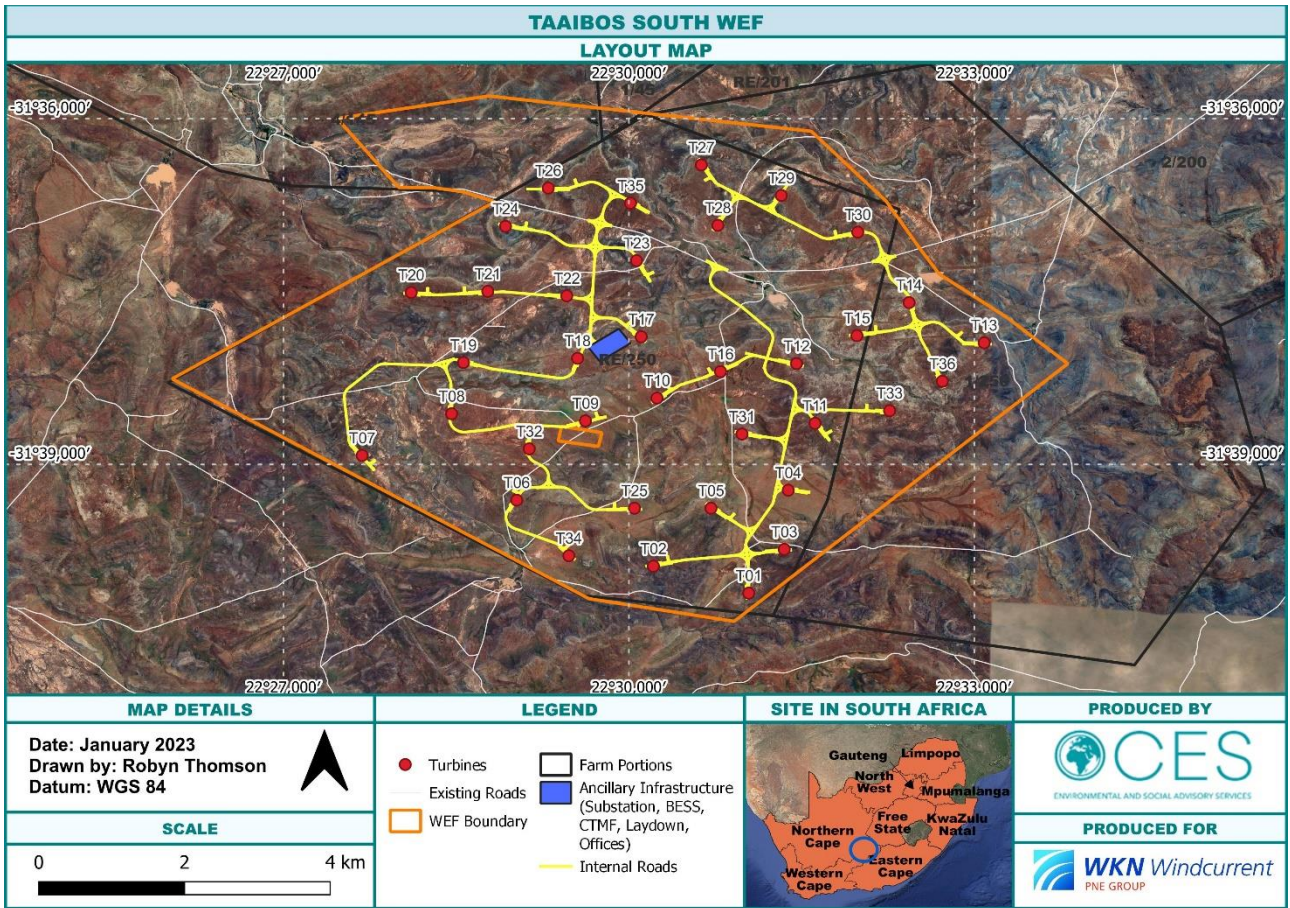 TAAIBOS SOUTH WEF
LAYOUT MAP
22°27,000′ 22°30,000′ 22°33,000′
1/45 RE/201
-31°36,000′ -31°36,000′
2/200
T27
T26 T29
T35
T24 T28 T30
T23
T20 T21 T22 T14
T17 T15 T13
T18 T19 RE/250 T12
T16 T36
T10
T08 T09 T33
T31 T11
T32
T07
-31°39,000′ -31°39,000′
T04
T06 T25 T05
T34 T02 T03
T01
22°27,000′ 22°30,000′ 22°33,000′
MAP DETAILS
Date: January 2023
Drawn by: Robyn Thomson
Datum: WGS 84
SCALE
0 2 4 km
LEGEND
Turbines
Existing Roads
WEF Boundary
Farm Portions
Ancillary Infrastructure
(Substation, BESS,
CTMF, Laydown,
Offices)
Internal Roads
SITE IN SOUTH AFRICA
Limpopo
Gauteng
North
West
Mpumalanga
Free
State
KwaZulu
Natal
Northern
Cape
Eastern
Cape
Western
Cape
PRODUCED BY
CES
ENVIRONMENTAL AND SOCIAL ADVISORY SERVICES
PRODUCED FOR
WKN Windcurrent
PNE GROUP